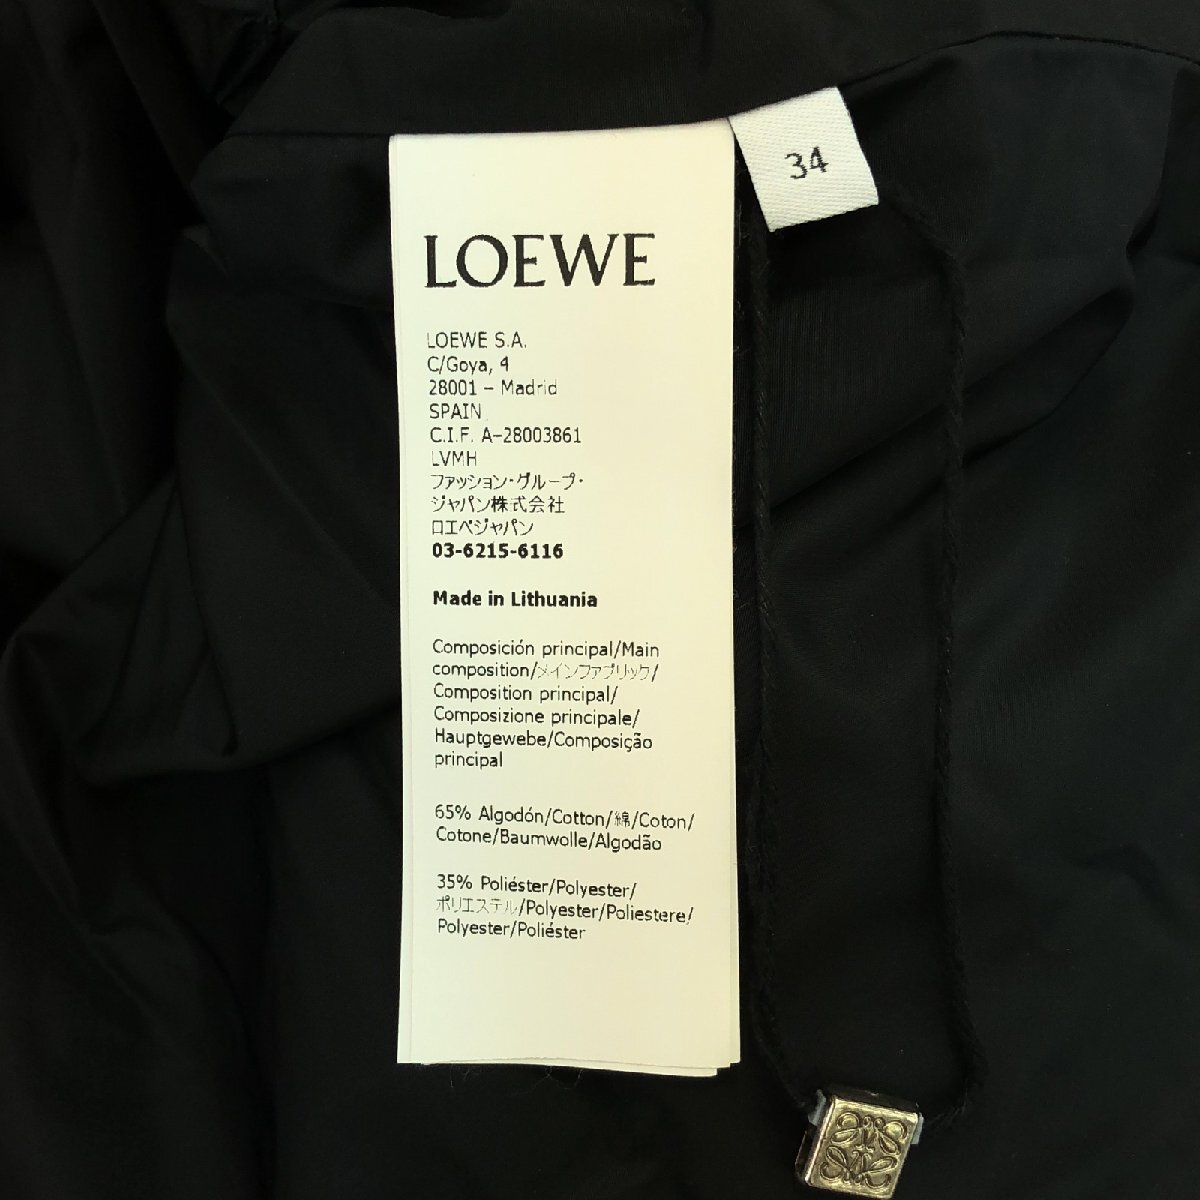 34
LOEWE
LOEWE S.A.
C/Goya, 4
28001 – Madrid
SPAIN
C.I.F. A-28003861
LVMH
ファッション・グループ・
ジャパン株式会社
ロエベジャパン
03-6215-6116
Made in Lithuania
Composición principal/Main
composition/メインファブリック/
Composition principal/
Composizione principale/
Hauptgewebe/Composição
principal
65% Algodón/Cotton/綿/Coton/
Cotone/Baumwolle/Algodão
35% Poliéster/Polyester/
ポリエステル/Polyester/Poliestere/
Polyester/Poliéster